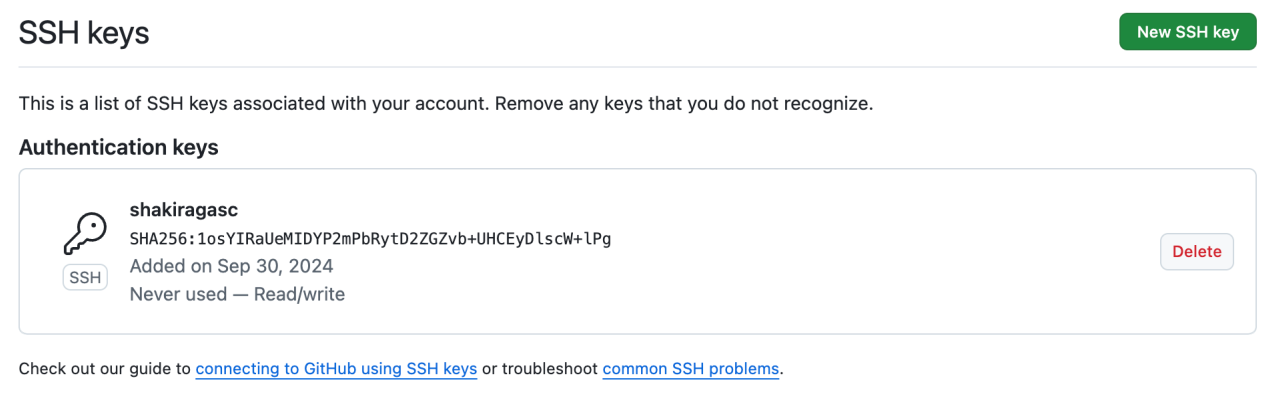 SSH keys
New SSH key
This is a list of SSH keys associated with your account. Remove any keys that you do not recognize.
Authentication keys
shakiragasc
SHA256:1osYIRaUeMIDYP2mPbRytD2ZGZvb+UHCEyDlscW+lPg
Added on Sep 30, 2024
Never used — Read/write
SSH
Delete
Check out our guide to connecting to GitHub using SSH keys or troubleshoot common SSH problems.